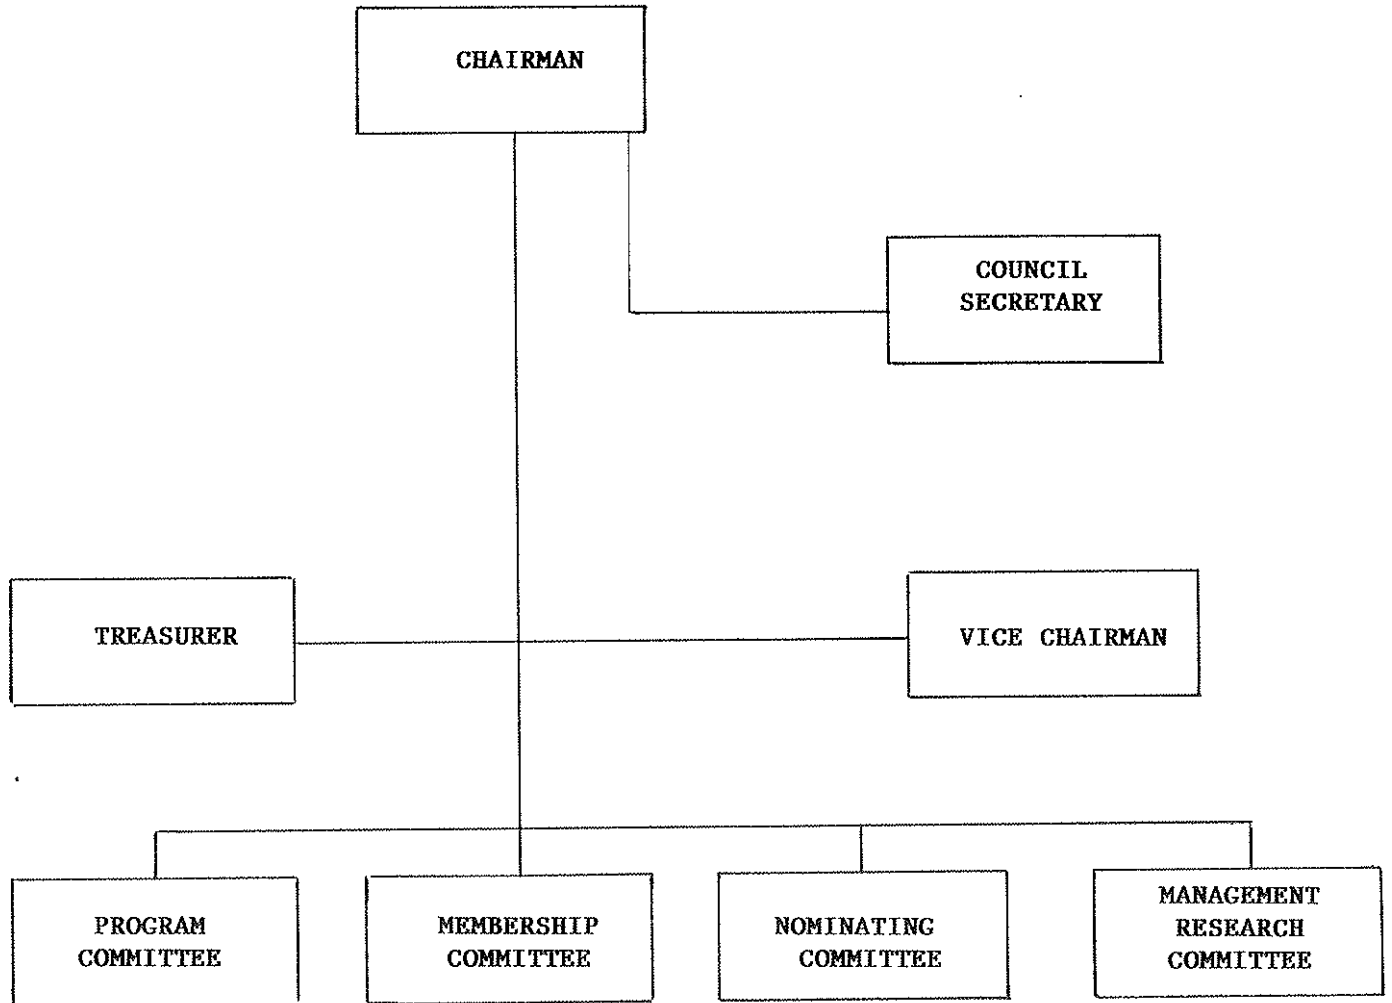 CHAIRMAN
COUNCIL
SECRETARY
TREASURER
VICE CHAIRMAN
PROGRAM
COMMITTEE
MEMBERSHIP
COMMITTEE
NOMINATING
COMMITTEE
MANAGEMENT
RESEARCH
COMMITTEE